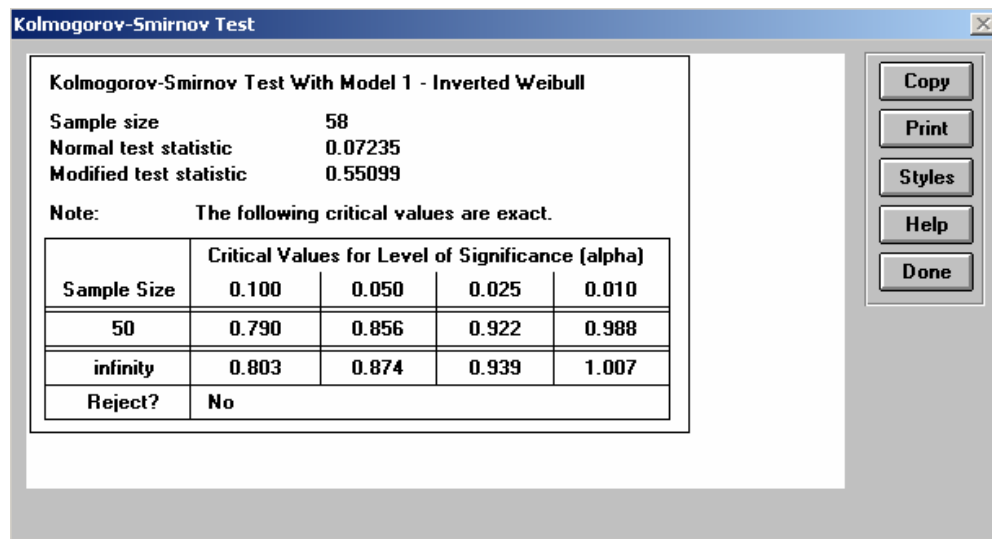 Kolmogorov-Smirnov Test
Kolmogorov-Smirnov Test With Model 1 - Inverted Weibull
Sample size 58
Normal test statistic 0.07235
Modified test statistic 0.55099
Note: The following critical values are exact.
Critical Values for Level of Significance (alpha)
Sample Size 0.100 0.050 0.025 0.010
50 0.790 0.856 0.922 0.988
infinity 0.803 0.874 0.939 1.007
Reject? No
Copy
Print
Styles
Help
Done